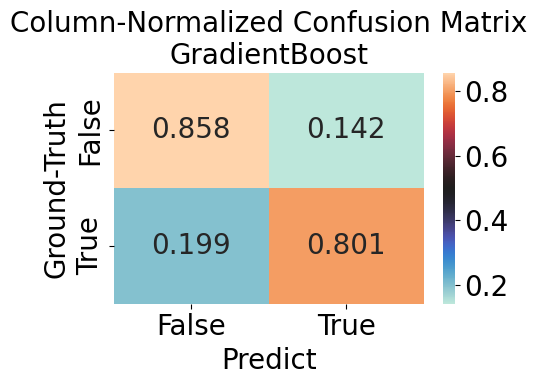 Column-Normalized Confusion Matrix
GradientBoost
Ground-Truth
False
True
0.858
0.142
0.199
0.801
False
True
Predict
0.8
0.6
0.4
0.2